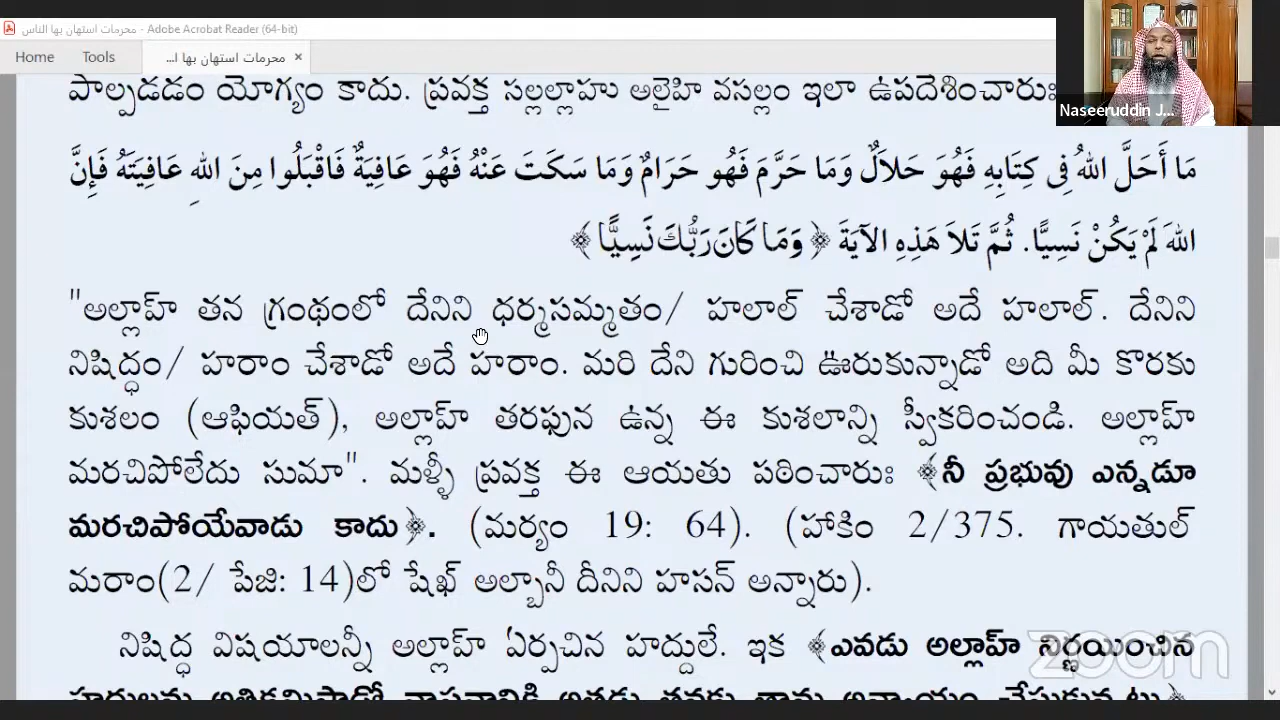 محرمات استهان بها الناس - Adobe Acrobat Reader (64-bit)
Home Tools محرمات استهان بها ا... ×
Naseeruddin J...
పాల్పడడం యోగ్యం కాదు. ప్రవక్త సల్లల్లాహు అలైహి వసల్లం ఇలా ఉపదేశించారుః
مَا أَحَلَّ اللهُ فِى كِتَابِهِ فَهُوَ حَلاَلٌ وَمَا حَرَّمَ فَهُو حَرَامٌ وَمَا سَكَتَ عَنْهُ فَهُوَ عَافِيَةٌ فَاقْبَلُوا مِنَ اللهِ عَافِيَتَهُ فَإِنَّ
اللهَ لَمْ يَكُنْ نَسِيًّا. ثُمَّ تَلاَ هَذِهِ الآيَةَ ﴿وَمَا كَانَ رَبُّكَ نَسِيًّا﴾
"అల్లాహ్ తన గ్రంథంలో దేనిని ధర్మసమ్మతం/ హలాల్ చేశాడో అదే హలాల్. దేనిని
నిషిద్ధం/ హరాం చేశాడో అదే హరాం. మరి దేని గురించి ఊరుకున్నాడో అది మీ కొరకు
కుశలం (ఆఫియత్), అల్లాహ్ తరఫున ఉన్న ఈ కుశలాన్ని స్వీకరించండి. అల్లాహ్
మరచిపోలేదు సుమా". మళ్ళీ ప్రవక్త ఈ ఆయతు పఠించారుః ﴿నీ ప్రభువు ఎన్నడూ
మరచిపోయేవాడు కాదు﴾. (మర్యం 19: 64). (హాకిం 2/375. గాయతుల్
మరాం(2/ పేజి: 14)లో షేఖ్ అల్బానీ దీనిని హసన్ అన్నారు).
నిషిద్ధ విషయాలన్నీ అల్లాహ్ ఏర్పచిన హద్దులే. ఇక ﴿ఎవడు అల్లాహ్ నిర్ణయించిన
zoom